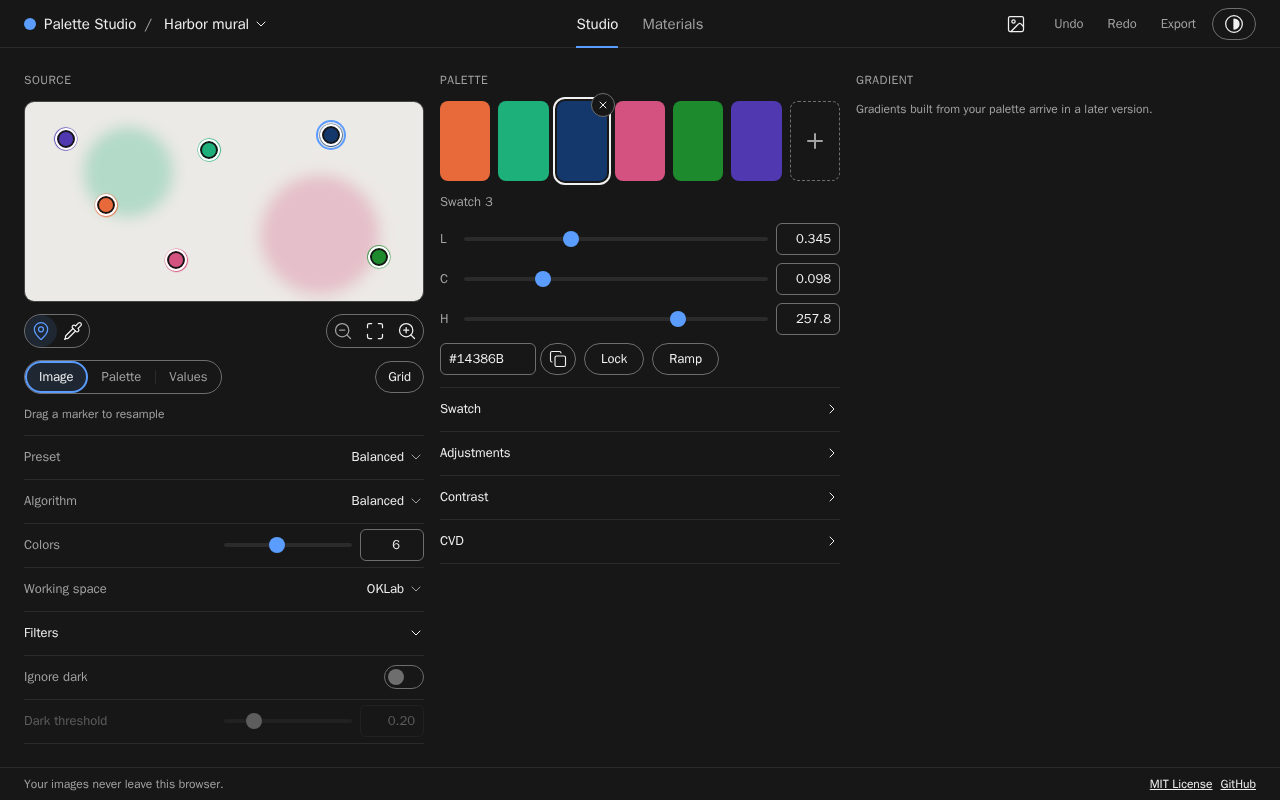 Palette Studio / Harbor mural
Studio
Materials
Undo
Redo
Export
SOURCE
Image
Palette
Values
Grid
Drag a marker to resample
Preset
Balanced
Algorithm
Balanced
Colors
6
Working space
OKLab
Filters
Ignore dark
Dark threshold
0.20
PALETTE
Swatch 3
L
0.345
C
0.098
H
257.8
#14386B
Lock
Ramp
Swatch
Adjustments
Contrast
CVD
GRADIENT
Gradients built from your palette arrive in a later version.
Your images never leave this browser.
MIT License
GitHub